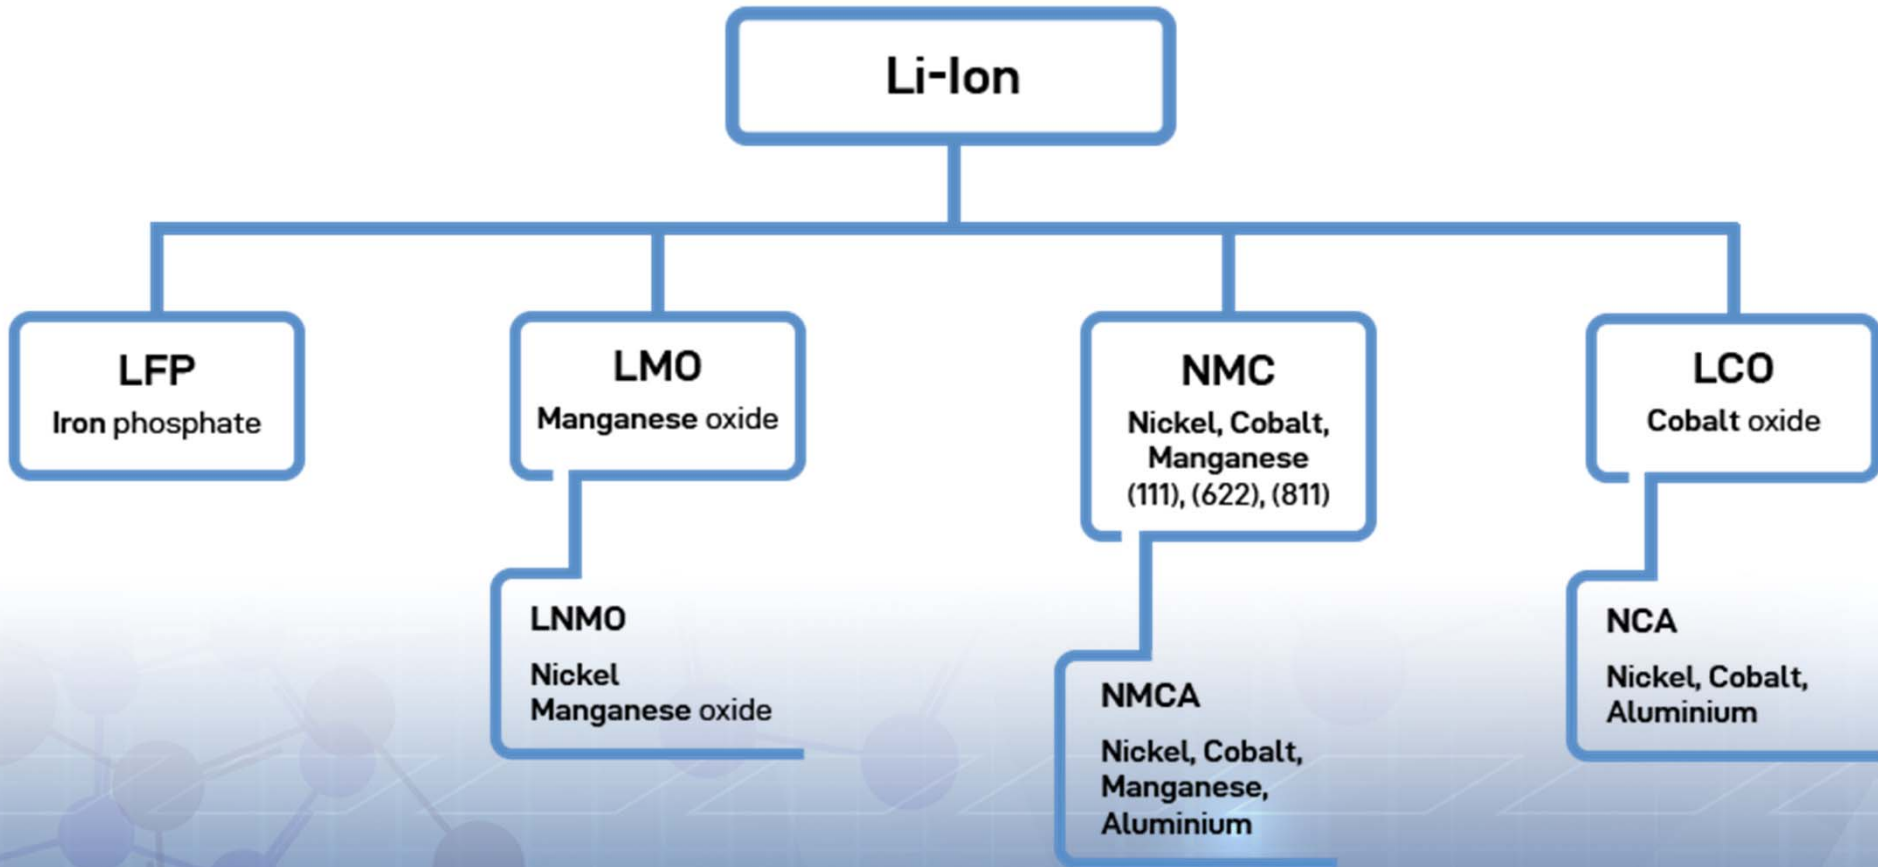 Li-Ion
LFP
Iron phosphate
LMO
Manganese oxide
NMC
Nickel, Cobalt,
Manganese
(111), (622), (811)
LCO
Cobalt oxide
LNMO
Nickel
Manganese oxide
NMCA
Nickel, Cobalt,
Manganese,
Aluminium
NCA
Nickel, Cobalt,
Aluminium